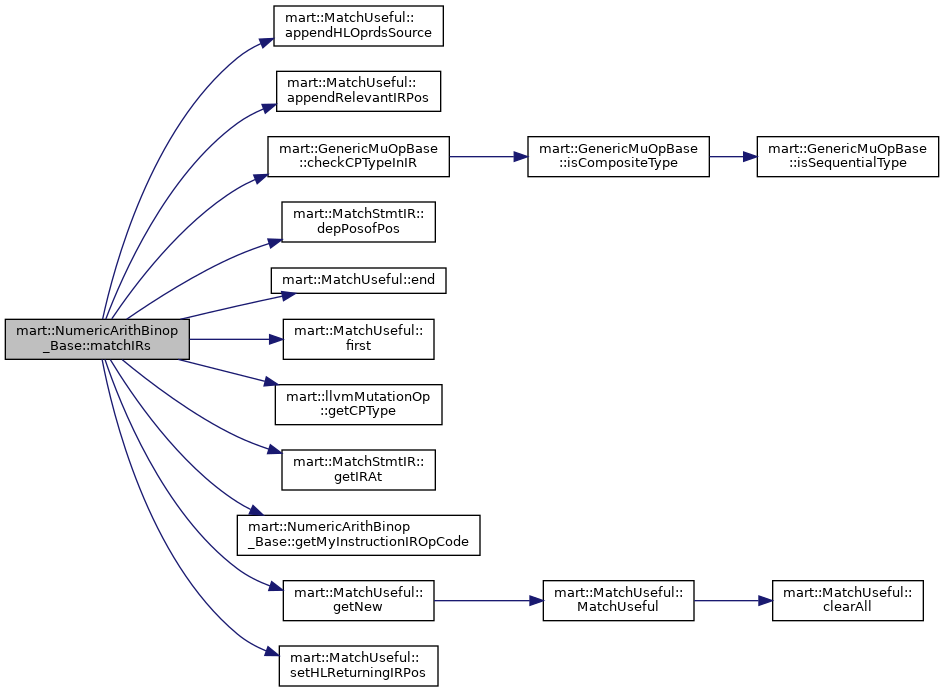 mart::MatchUseful::
appendHLOprdsSource
mart::MatchUseful::
appendRelevantIRPos
mart::GenericMuOpBase
::checkCPTypeInIR
mart::GenericMuOpBase
::isCompositeType
mart::GenericMuOpBase
::isSequentialType
mart::MatchStmtIR::
depPosofPos
mart::MatchUseful::end
mart::NumericArithBinop
_Base::matchIRs
mart::MatchUseful::
first
mart::llvmMutationOp
::getCPType
mart::MatchStmtIR::
getIRAt
mart::NumericArithBinop
_Base::getMyInstructionIROpCode
mart::MatchUseful::
getNew
mart::MatchUseful::
MatchUseful
mart::MatchUseful::
clearAll
mart::MatchUseful::
setHLReturningIRPos